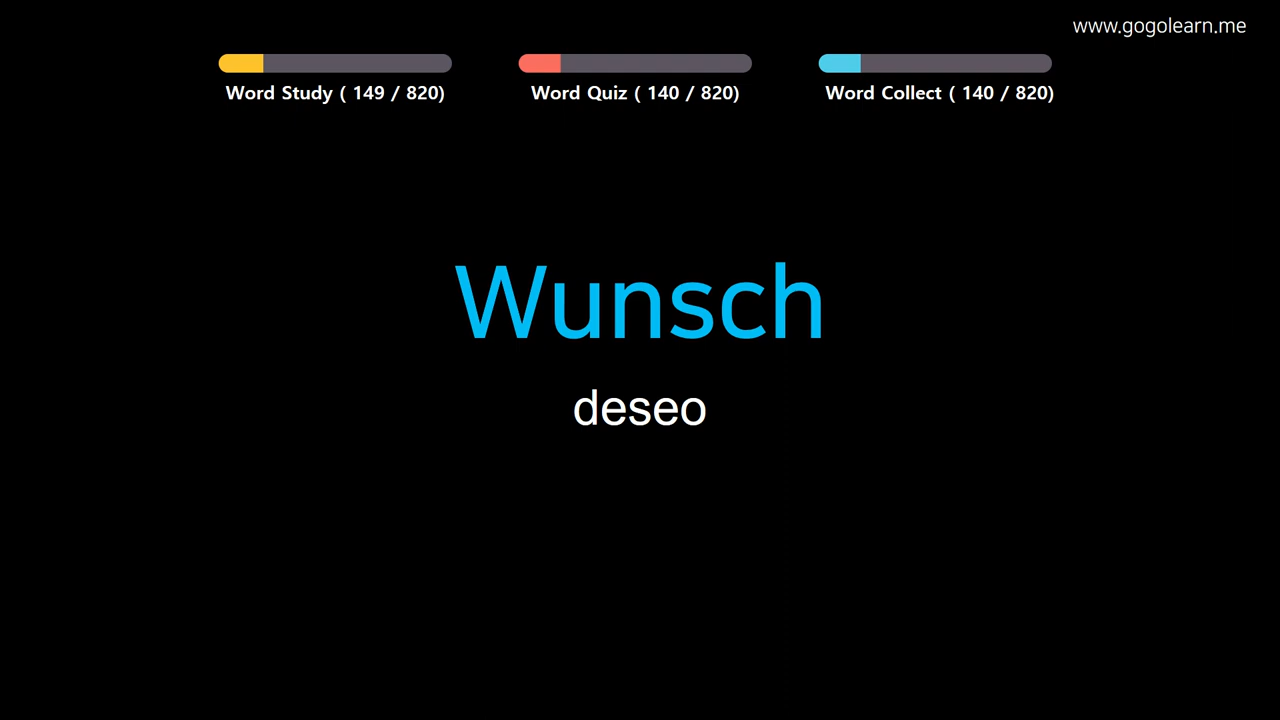 www.gogolearn.me
Word Study ( 149 / 820)
Word Quiz ( 140 / 820)
Word Collect ( 140 / 820)
Wunsch
deseo